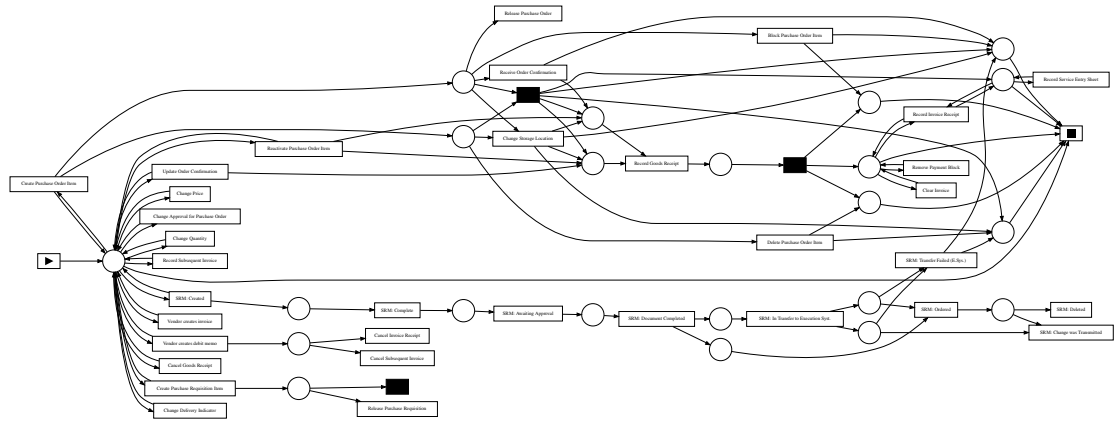 Release Purchase Order
Block Purchase Order Item
Receive Order Confirmation
Record Service Entry Sheet
Record Invoice Receipt
Change Storage Location
Reactivate Purchase Order Item
Record Goods Receipt
Remove Payment Block
Update Order Confirmation
Create Purchase Order Item
Clear Invoice
Change Price
Change Approval for Purchase Order
Change Quantity
Delete Purchase Order Item
Record Subsequent Invoice
SRM: Transfer Failed (E.Sys.)
SRM: Created
SRM: Complete
SRM: Awaiting Approval
SRM: Document Completed
SRM: In Transfer to Execution Syst.
SRM: Ordered
SRM: Deleted
Vendor creates invoice
SRM: Change was Transmitted
Cancel Invoice Receipt
Vendor creates debit memo
Cancel Subsequent Invoice
Cancel Goods Receipt
Create Purchase Requisition Item
Release Purchase Requisition
Change Delivery Indicator